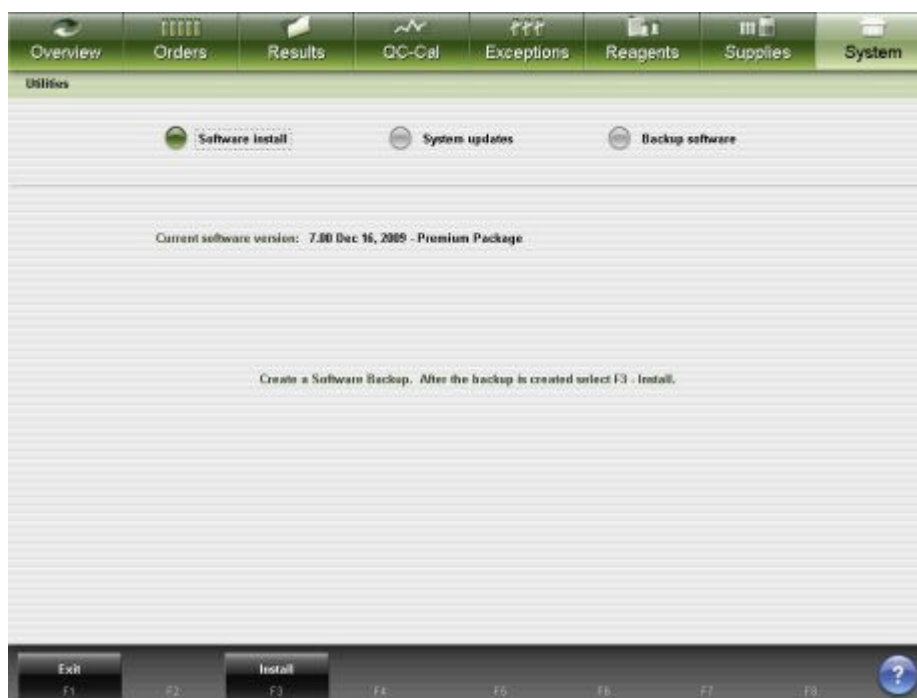 Overview Orders Results QC-Cal Exceptions Reagents Supplies System
Utilities
Software install System updates Backup software
Current software version: 7.00 Dec 16, 2009 - Premium Package
Create a Software Backup. After the backup is created select F3 - Install.
Exit Install ?
F1 F2 F3 F4 F5 F6 F7 F8